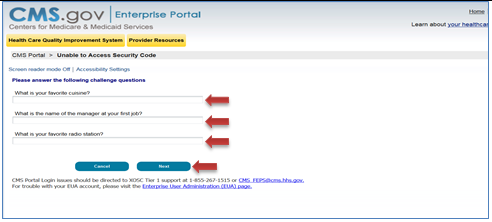 Home
CMS.gov | Enterprise Portal
Centers for Medicare & Medicaid Services
Learn about your healthcar
Health Care Quality Improvement System Provider Resources
CMS Portal > Unable to Access Security Code
Screen reader mode Off | Accessibility Settings
Please answer the following challenge questions
What is your favorite cuisine?
What is the name of the manager at your first job?
What is your favorite radio station?
Cancel Next
CMS Portal Login issues should be directed to XOSC Tier 1 support at 1-855-267-1515 or CMS_FEPS@cms.hhs.gov.
For trouble with your EUA account, please visit the Enterprise User Administration (EUA) page.